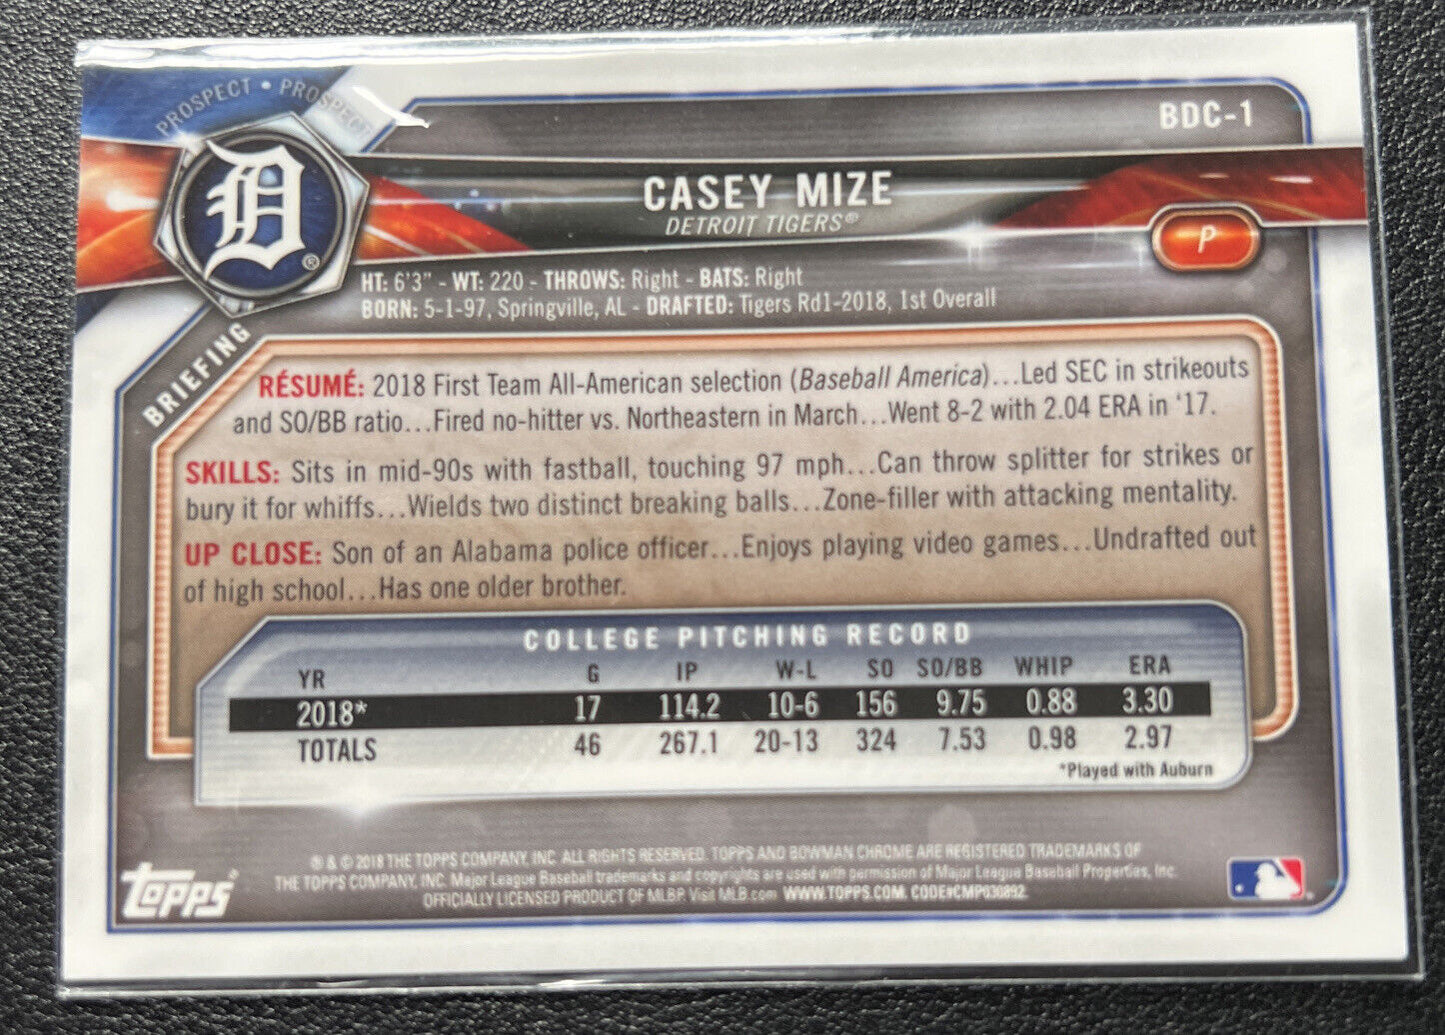 PROSPECT • PROSPECT
BDC-1
CASEY MIZE
DETROIT TIGERS®
P
D®
HT: 6'3" - WT: 220 - THROWS: Right - BATS: Right
BORN: 5-1-97, Springville, AL - DRAFTED: Tigers Rd1-2018, 1st Overall
BRIEFING
RÉSUMÉ: 2018 First Team All-American selection (Baseball America)...Led SEC in strikeouts
and SO/BB ratio...Fired no-hitter vs. Northeastern in March...Went 8-2 with 2.04 ERA in '17.
SKILLS: Sits in mid-90s with fastball, touching 97 mph...Can throw splitter for strikes or
bury it for whiffs...Wields two distinct breaking balls...Zone-filler with attacking mentality.
UP CLOSE: Son of an Alabama police officer...Enjoys playing video games...Undrafted out
of high school...Has one older brother.
COLLEGE PITCHING RECORD
YR G IP W-L SO SO/BB WHIP ERA
2018* 17 114.2 10-6 156 9.75 0.88 3.30
TOTALS 46 267.1 20-13 324 7.53 0.98 2.97
*Played with Auburn
® & © 2018 THE TOPPS COMPANY, INC. ALL RIGHTS RESERVED. TOPPS AND BOWMAN CHROME ARE REGISTERED TRADEMARKS OF
THE TOPPS COMPANY, INC. Major League Baseball trademarks and copyrights are used with permission of Major League Baseball Properties, Inc.
OFFICIALLY LICENSED PRODUCT OF MLBP. Visit MLB.com WWW.TOPPS.COM. CODE#CMP030892
topps®